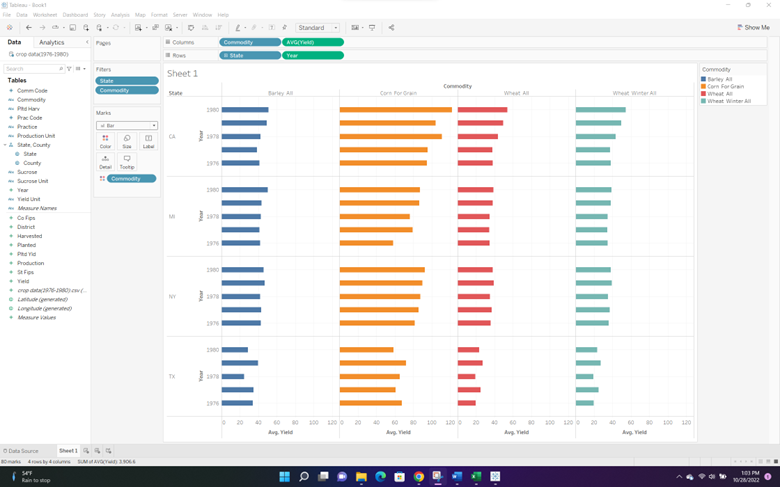 Tableau - Book1
File Data Worksheet Dashboard Story Analysis Map Format Server Window Help
Standard
Show Me
Data Analytics
crop data(1976-1980)
Search
Tables
Comm Code
Commodity
Pltd Harv
Prac Code
Practice
Production Unit
State, County
State
County
Sucrose
Sucrose Unit
Year
Yield Unit
Measure Names
Co Fips
District
Harvested
Planted
Pltd Yld
Production
St Fips
Yield
crop data(1976-1980).csv (...
Latitude (generated)
Longitude (generated)
Measure Values
Pages
Filters
State
Commodity
Marks
Bar
Color Size Label
Detail Tooltip
Commodity
Columns Commodity AVG(Yield)
Rows State Year
Sheet 1
Commodity
State Barley All Corn For Grain Wheat All Wheat Winter All
CA Year 1980 1978 1976
MI Year 1980 1978 1976
NY Year 1980 1978 1976
TX Year 1980 1978 1976
0 20 40 60 80 100 120 0 20 40 60 80 100 120 0 20 40 60 80 100 120 0 20 40 60 80 100 120
Avg. Yield Avg. Yield Avg. Yield Avg. Yield
Commodity
Barley All
Corn For Grain
Wheat All
Wheat Winter All
Data Source Sheet 1
80 marks 4 rows by 4 columns SUM of AVG(Yield): 3,906.6
54°F
Rain to stop
1:03 PM
10/28/2022